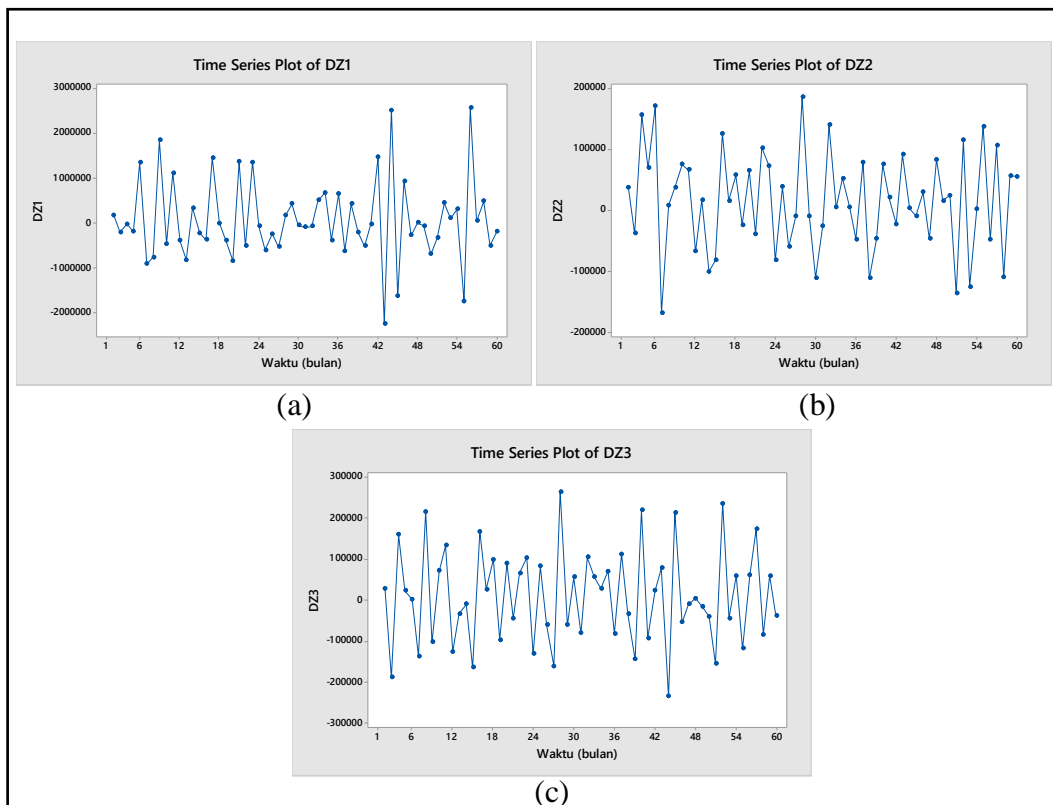 Time Series Plot of DZ1
3000000
2000000
1000000
0
-1000000
-2000000
DZ1
1 6 12 18 24 30 36 42 48 54 60
Waktu (bulan)
(a)
Time Series Plot of DZ2
200000
100000
0
-100000
-200000
DZ2
1 6 12 18 24 30 36 42 48 54 60
Waktu (bulan)
(b)
Time Series Plot of DZ3
300000
200000
100000
0
-100000
-200000
-300000
DZ3
1 6 12 18 24 30 36 42 48 54 60
Waktu (bulan)
(c)